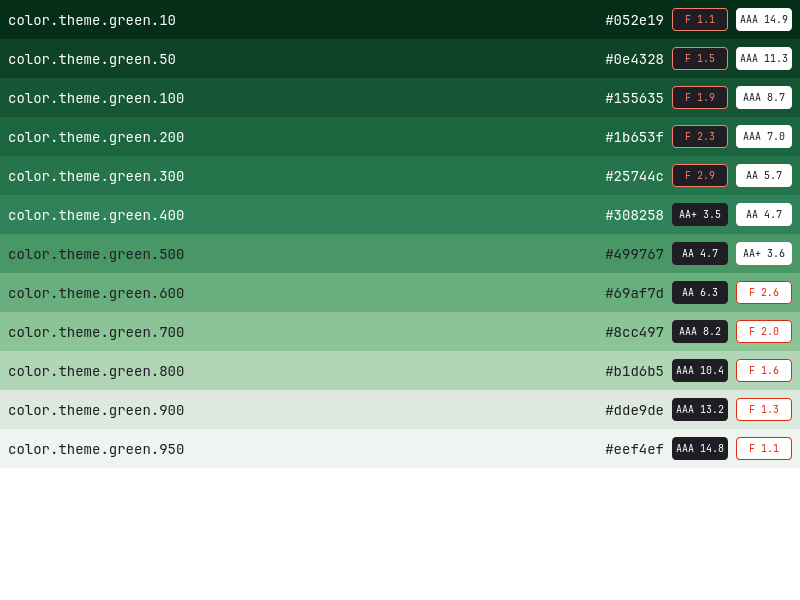 color.theme.green.10 #052e19 F 1.1 AAA 14.9
color.theme.green.50 #0e4328 F 1.5 AAA 11.3
color.theme.green.100 #155635 F 1.9 AAA 8.7
color.theme.green.200 #1b653f F 2.3 AAA 7.0
color.theme.green.300 #25744c F 2.9 AA 5.7
color.theme.green.400 #308258 AA+ 3.5 AA 4.7
color.theme.green.500 #499767 AA 4.7 AA+ 3.6
color.theme.green.600 #69af7d AA 6.3 F 2.6
color.theme.green.700 #8cc497 AAA 8.2 F 2.0
color.theme.green.800 #b1d6b5 AAA 10.4 F 1.6
color.theme.green.900 #dde9de AAA 13.2 F 1.3
color.theme.green.950 #eef4ef AAA 14.8 F 1.1